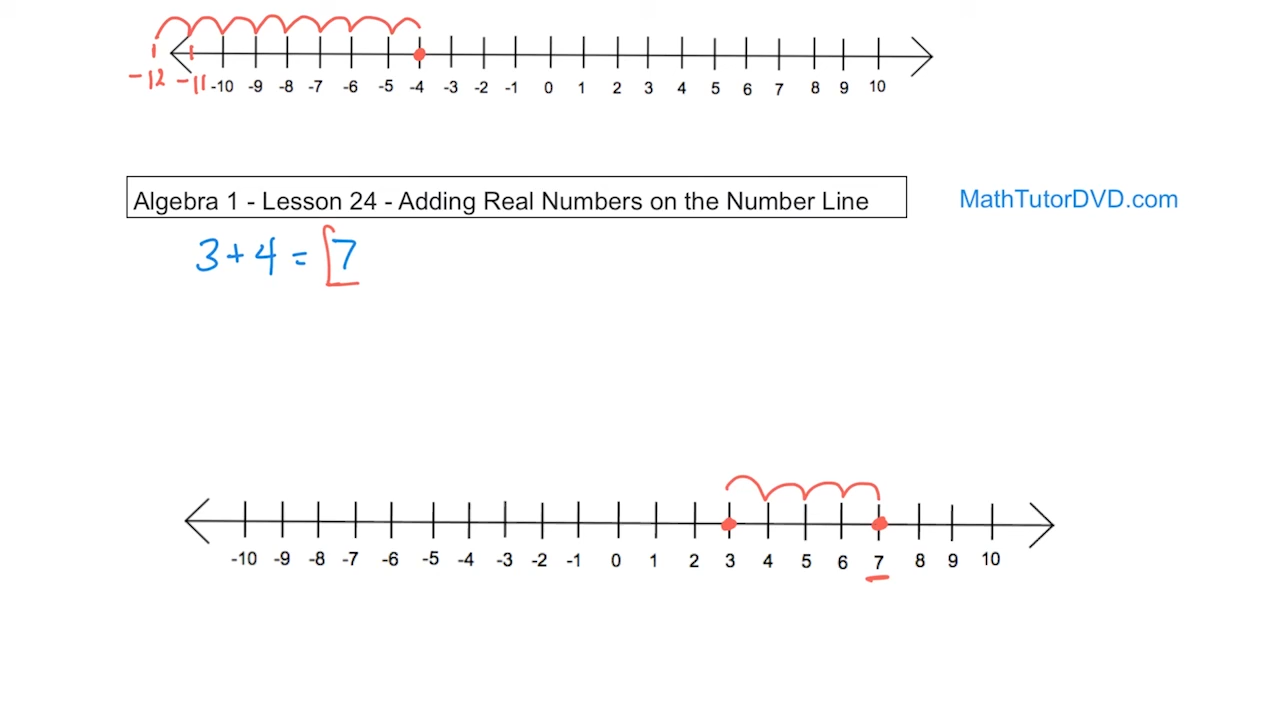 -12 -11 -10 -9 -8 -7 -6 -5 -4 -3 -2 -1 0 1 2 3 4 5 6 7 8 9 10
Algebra 1 - Lesson 24 - Adding Real Numbers on the Number Line
MathTutorDVD.com
3 + 4 = 7
-10 -9 -8 -7 -6 -5 -4 -3 -2 -1 0 1 2 3 4 5 6 7 8 9 10